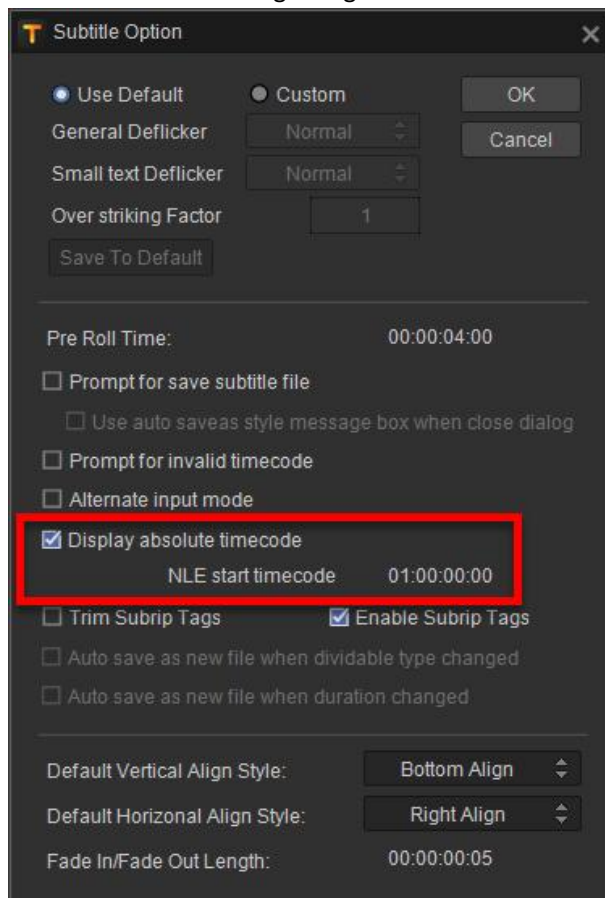 T Subtitle Option
Use Default Custom OK
General Deflicker Normal Cancel
Small text Deflicker Normal
Over striking Factor 1
Save To Default
Pre Roll Time: 00:00:04:00
Prompt for save subtitle file
Use auto saveas style message box when close dialog
Prompt for invalid timecode
Alternate input mode
Display absolute timecode
NLE start timecode 01:00:00:00
Trim Subrip Tags Enable Subrip Tags
Auto save as new file when dividable type changed
Auto save as new file when duration changed
Default Vertical Align Style: Bottom Align
Default Horizonal Align Style: Right Align
Fade In/Fade Out Length: 00:00:00:05